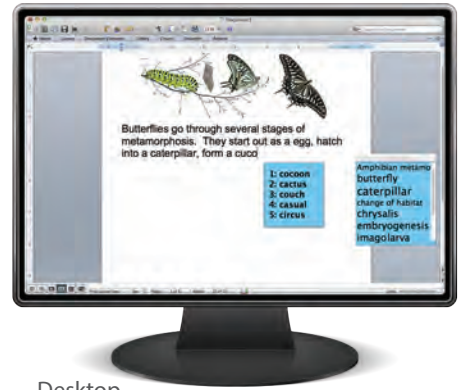 Butterflies go through several stages of
metamorphosis. They start out as a egg, hatch
into a caterpillar, form a cuco
1: cocoon
2: cactus
3: couch
4: casual
5: circus
Amphibian metamo
butterfly
caterpillar
change of habitat
chrysalis
embryogenesis
imagolarva
Desktop